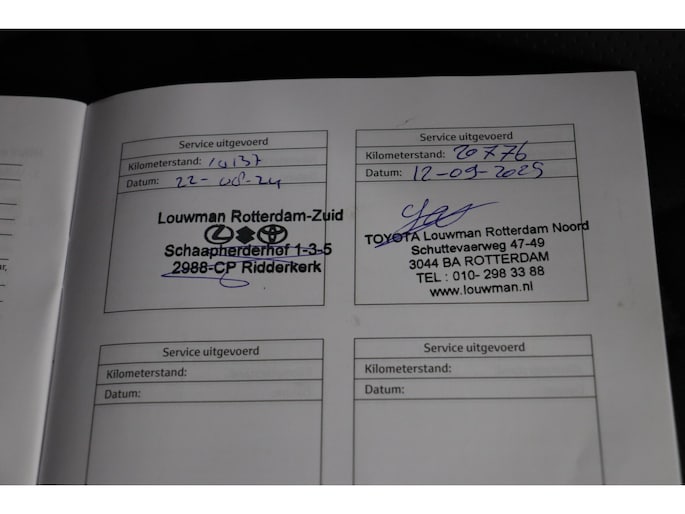 Service uitgevoerd
Kilometerstand: 10137
Datum: 22-08-24
Louwman Rotterdam-Zuid
Schaapherderhof 1-3-5
2988-CP Ridderkerk
Service uitgevoerd
Kilometerstand: 20776
Datum: 12-09-2025
TOYOTA Louwman Rotterdam Noord
Schuttevaerweg 47-49
3044 BA ROTTERDAM
TEL : 010- 298 33 88
www.louwman.nl
Service uitgevoerd
Kilometerstand:
Datum:
Service uitgevoerd
Kilometerstand:
Datum: